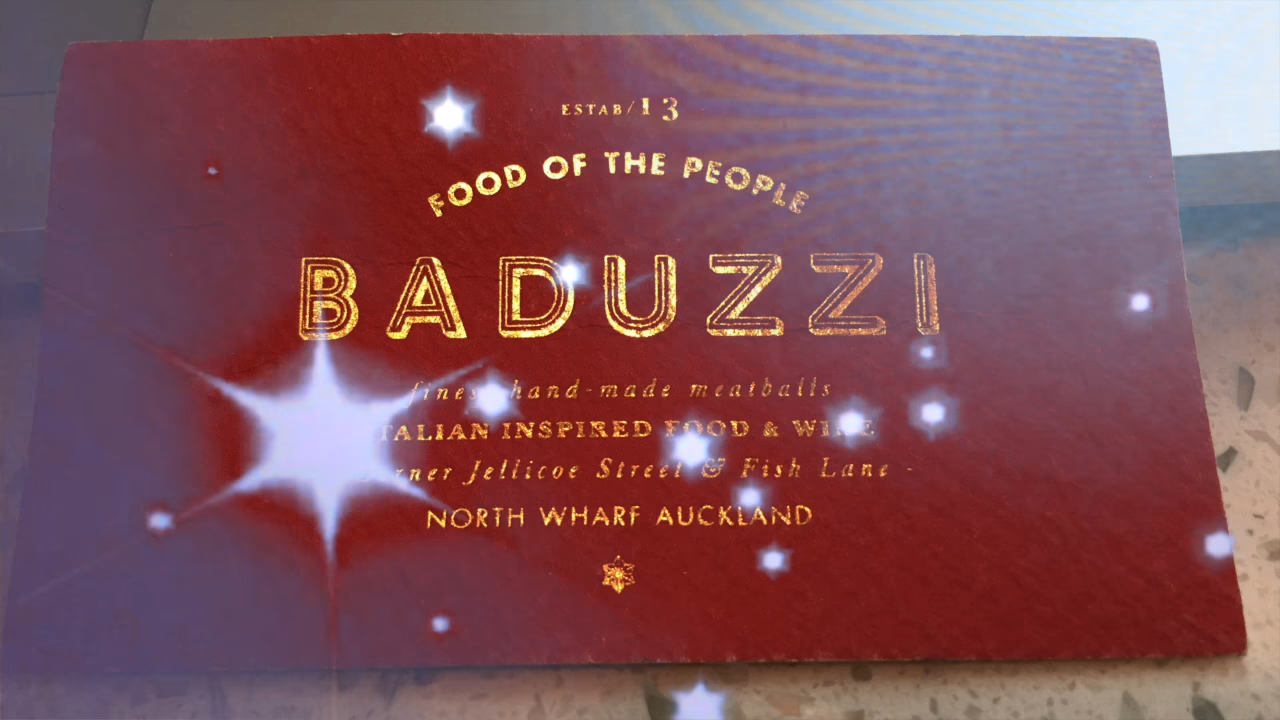 ESTAB/13
FOOD OF THE PEOPLE
BADUZZI
hand-made meatballs
INSPIRED FOOD & WINE
Jellicoe Street & Fish Lane -
NORTH WHARF AUCKLAND